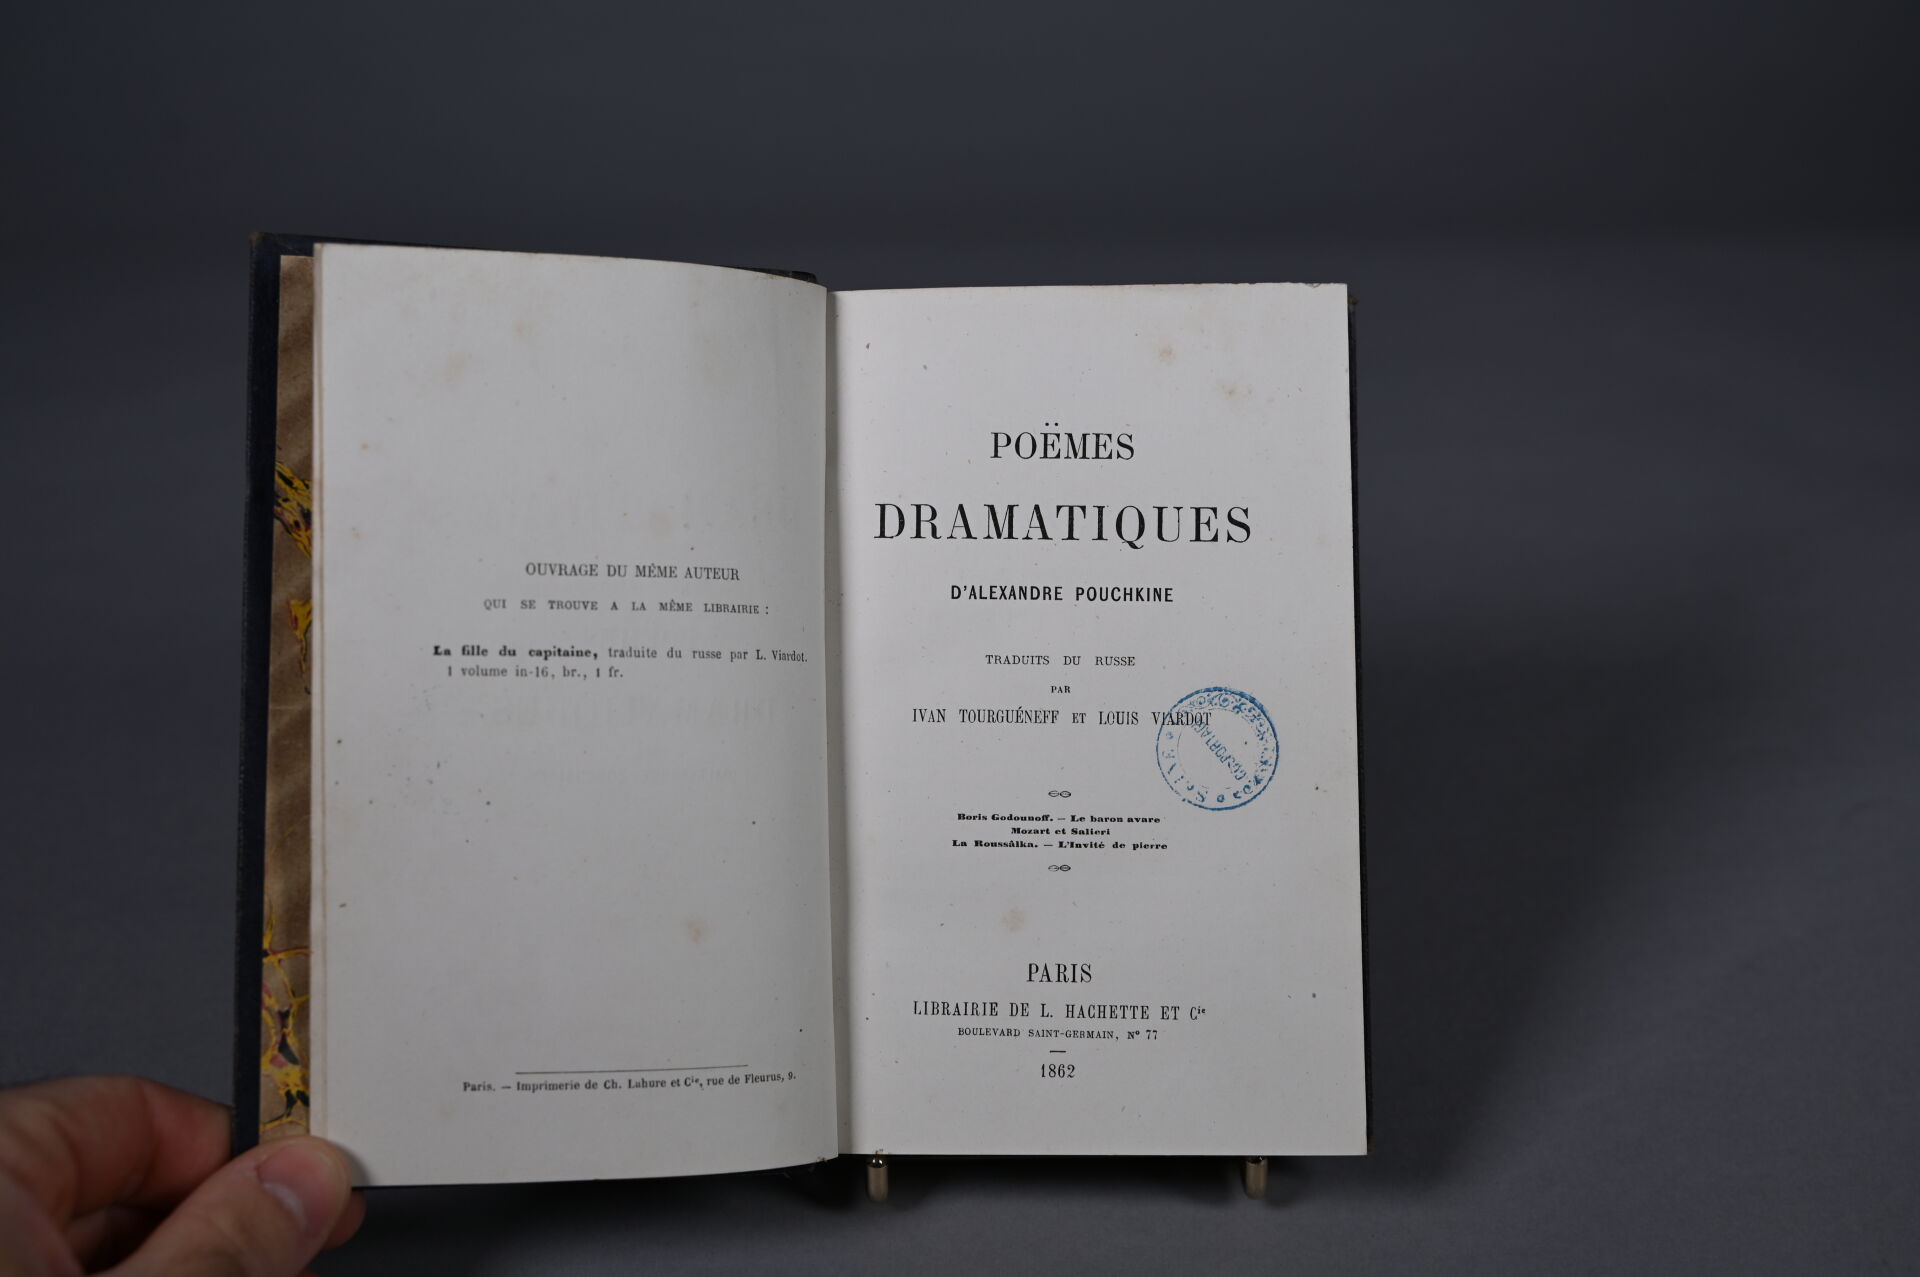 OUVRAGE DU MÊME AUTEUR
QUI SE TROUVE A LA MÊME LIBRAIRIE :
La fille du capitaine, traduite du russe par L. Viardot.
1 volume in-16, br., 1 fr.
Paris. — Imprimerie de Ch. Lahure et Cie, rue de Fleurus, 9.
POËMES
DRAMATIQUES
D'ALEXANDRE POUCHKINE
TRADUITS DU RUSSE
PAR
IVAN TOURGUÉNEFF ET LOUIS VIARDOT
COLPORTAGE
Boris Godounoff. — Le baron avare
Mozart et Salieri
La Roussâlka. — L'Invité de pierre
PARIS
LIBRAIRIE DE L. HACHETTE ET Cie
BOULEVARD SAINT-GERMAIN, N° 77
1862